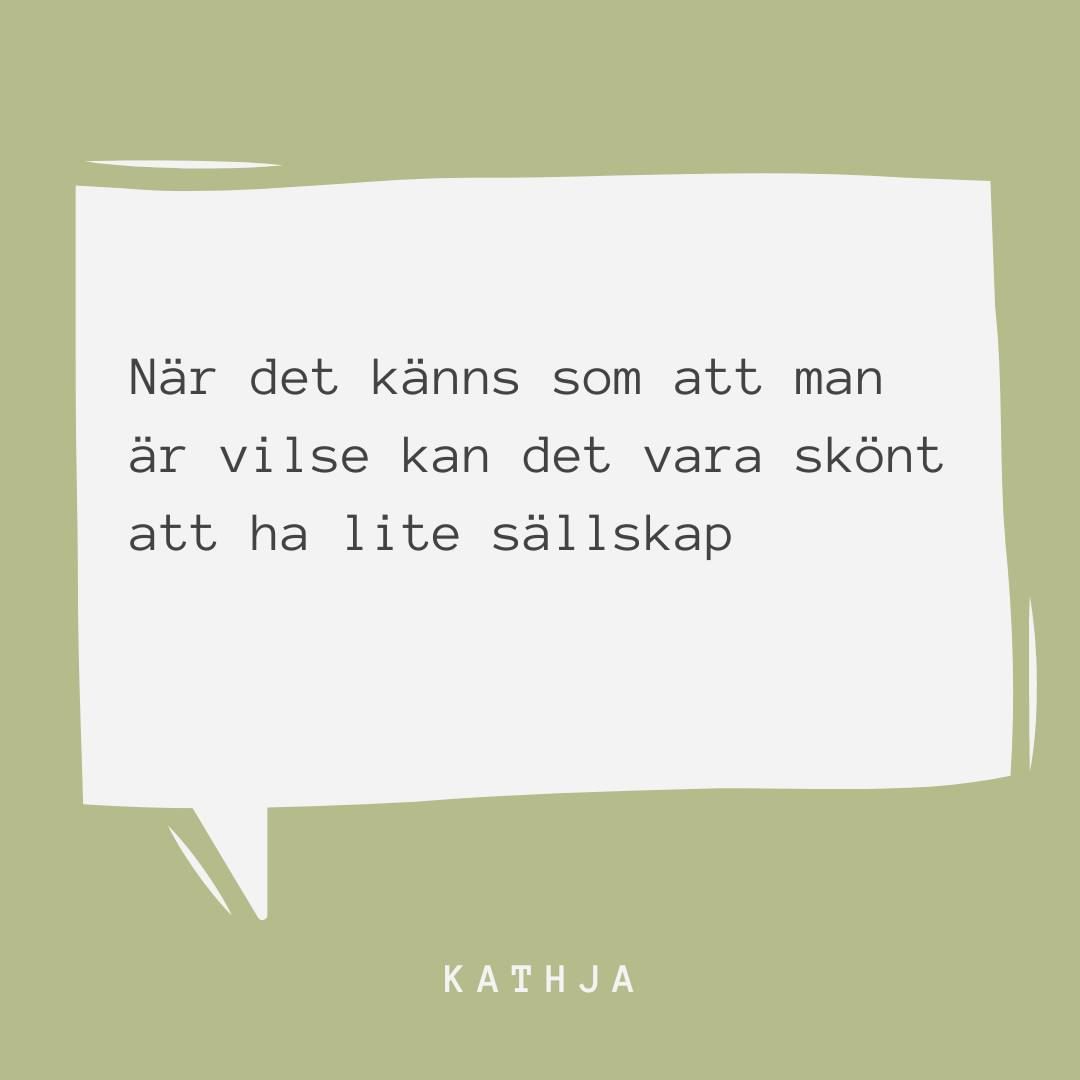 När det känns som att man
är vilse kan det vara skönt
att ha lite sällskap
KATHJA